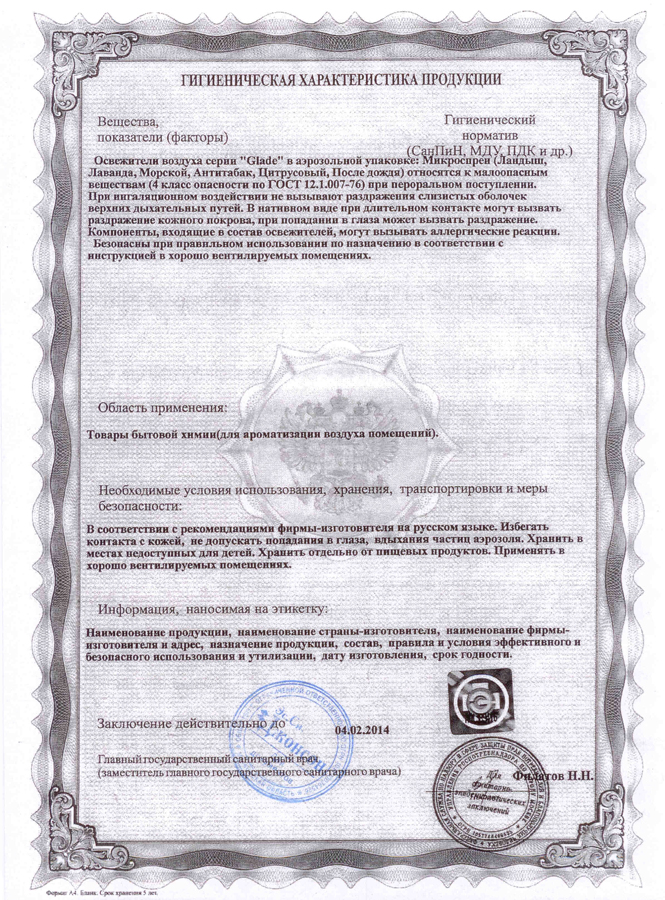 ГИГИЕНИЧЕСКАЯ ХАРАКТЕРИСТИКА ПРОДУКЦИИ
Вещества,
показатели (факторы)
Гигиенический
норматив
(СанПиН, МДУ, ПДК и др.)
Освежители воздуха серии "Glade" в аэрозольной упаковке: Микроспрей (Ландыш,
Лаванда, Морской, Антитабак, Цитрусовый, После дождя) относятся к малоопасным
веществам (4 класс опасности по ГОСТ 12.1.007-76) при пероральном поступлении.
При ингаляционном воздействии не вызывают раздражения слизистых оболочек
верхних дыхательных путей. В нативном виде при длительном контакте могут вызвать
раздражение кожного покрова, при попадании в глаза может вызвать раздражение.
Компоненты, входящие в состав освежителей, могут вызывать аллергические реакции.
Безопасны при правильном использовании по назначению в соответствии с
инструкцией в хорошо вентилируемых помещениях.
Область применения:
Товары бытовой химии(для ароматизации воздуха помещений).
Необходимые условия использования, хранения, транспортировки и меры
безопасности:
В соответствии с рекомендациями фирмы-изготовителя на русском языке. Избегать
контакта с кожей, не допускать попадания в глаза, вдыхания частиц аэрозоля. Хранить в
местах недоступных для детей. Хранить отдельно от пищевых продуктов. Применять в
хорошо вентилируемых помещениях.
Информация, наносимая на этикетку:
Наименование продукции, наименование страны-изготовителя, наименование фирмы-
изготовителя и адрес, назначение продукции, состав, правила и условия эффективного и
безопасного использования и утилизации, дату изготовления, срок годности.
Заключение действительно до
04.02.2014
Главный государственный санитарный врач
(заместитель главного государственного санитарного врача)
Филатов Н.Н.
Для
санитарно-
эпидемиологических
заключений
Джонсон
Формат А4. Бланк. Срок хранения 5 лет.